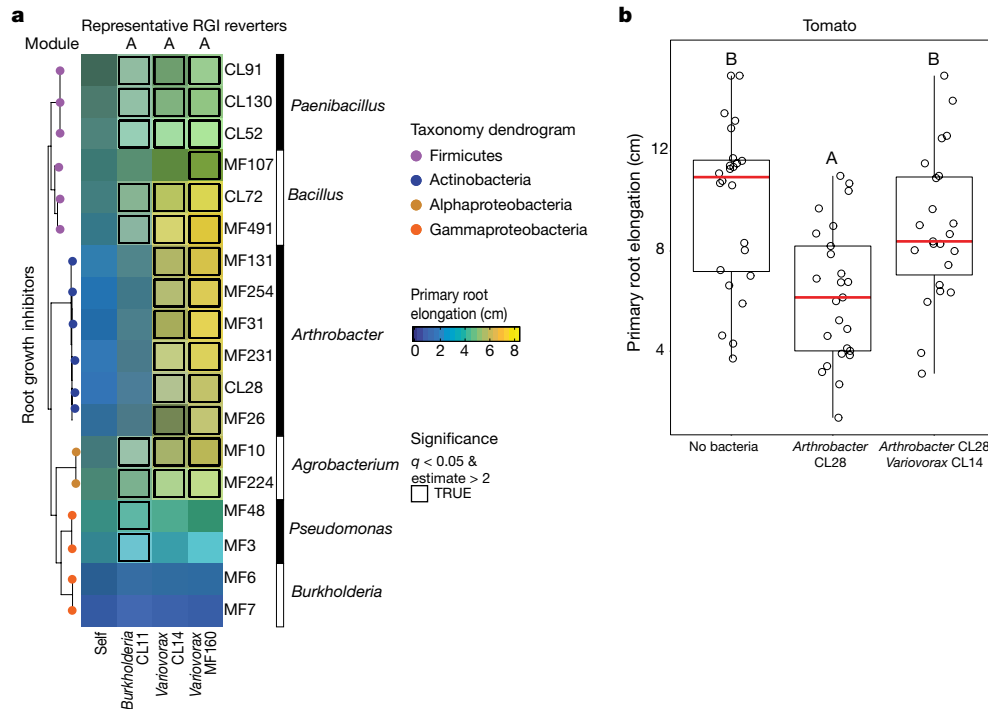 a
Representative RGI reverters
Module
A A A
Root growth inhibitors
CL91
CL130
CL52
MF107
CL72
MF491
MF131
MF254
MF31
MF231
CL28
MF26
MF10
MF224
MF48
MF3
MF6
MF7
Paenibacillus
Bacillus
Arthrobacter
Agrobacterium
Pseudomonas
Burkholderia
Self
Burkholderia
CL11
Variovorax
CL14
Variovorax
MF160
Taxonomy dendrogram
Firmicutes
Actinobacteria
Alphaproteobacteria
Gammaproteobacteria
Primary root
elongation (cm)
0 2 4 6 8
Significance
q < 0.05 &
estimate > 2
TRUE
b
Tomato
Primary root elongation (cm)
12
8
4
B
A
B
No bacteria
Arthrobacter
CL28
Arthrobacter CL28
Variovorax CL14